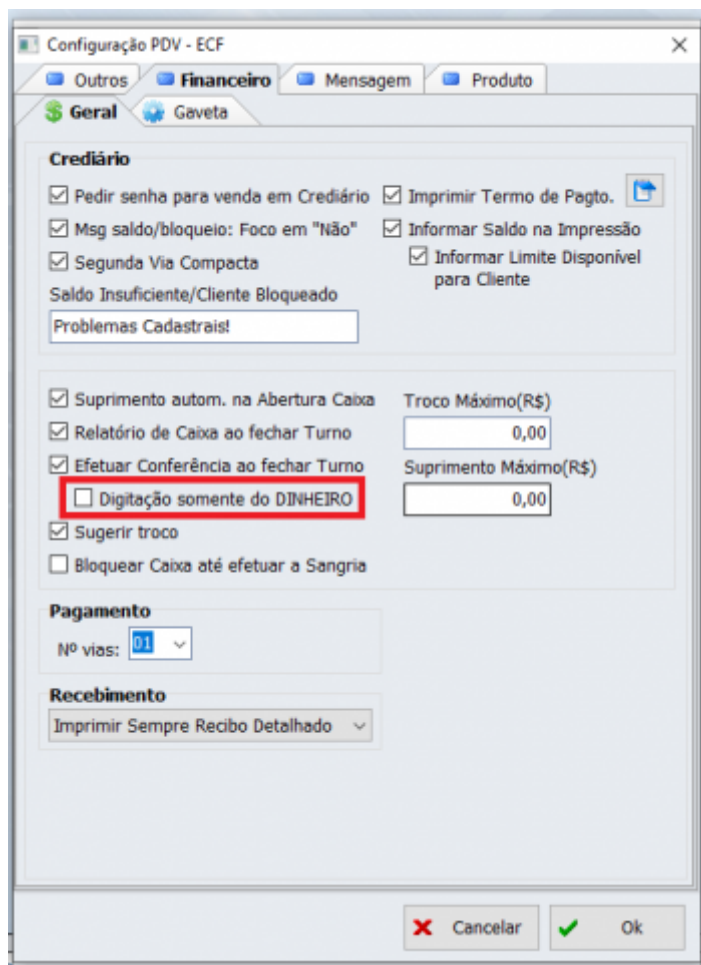 Configuração PDV - ECF
Outros Financeiro Mensagem Produto
Geral Gaveta
Crediário
Pedir senha para venda em Crediário
Imprimir Termo de Pagto.
Msg saldo/bloqueio: Foco em "Não"
Informar Saldo na Impressão
Segunda Via Compacta
Informar Limite Disponível
para Cliente
Saldo Insuficiente/Cliente Bloqueado
Problemas Cadastrais!
Suprimento autom. na Abertura Caixa
Troco Máximo(R$)
Relatório de Caixa ao fechar Turno
0,00
Efetuar Conferência ao fechar Turno
Suprimento Máximo(R$)
Digitação somente do DINHEIRO
0,00
Sugerir troco
Bloquear Caixa até efetuar a Sangria
Pagamento
Nº vias: 01
Recebimento
Imprimir Sempre Recibo Detalhado
Cancelar
Ok